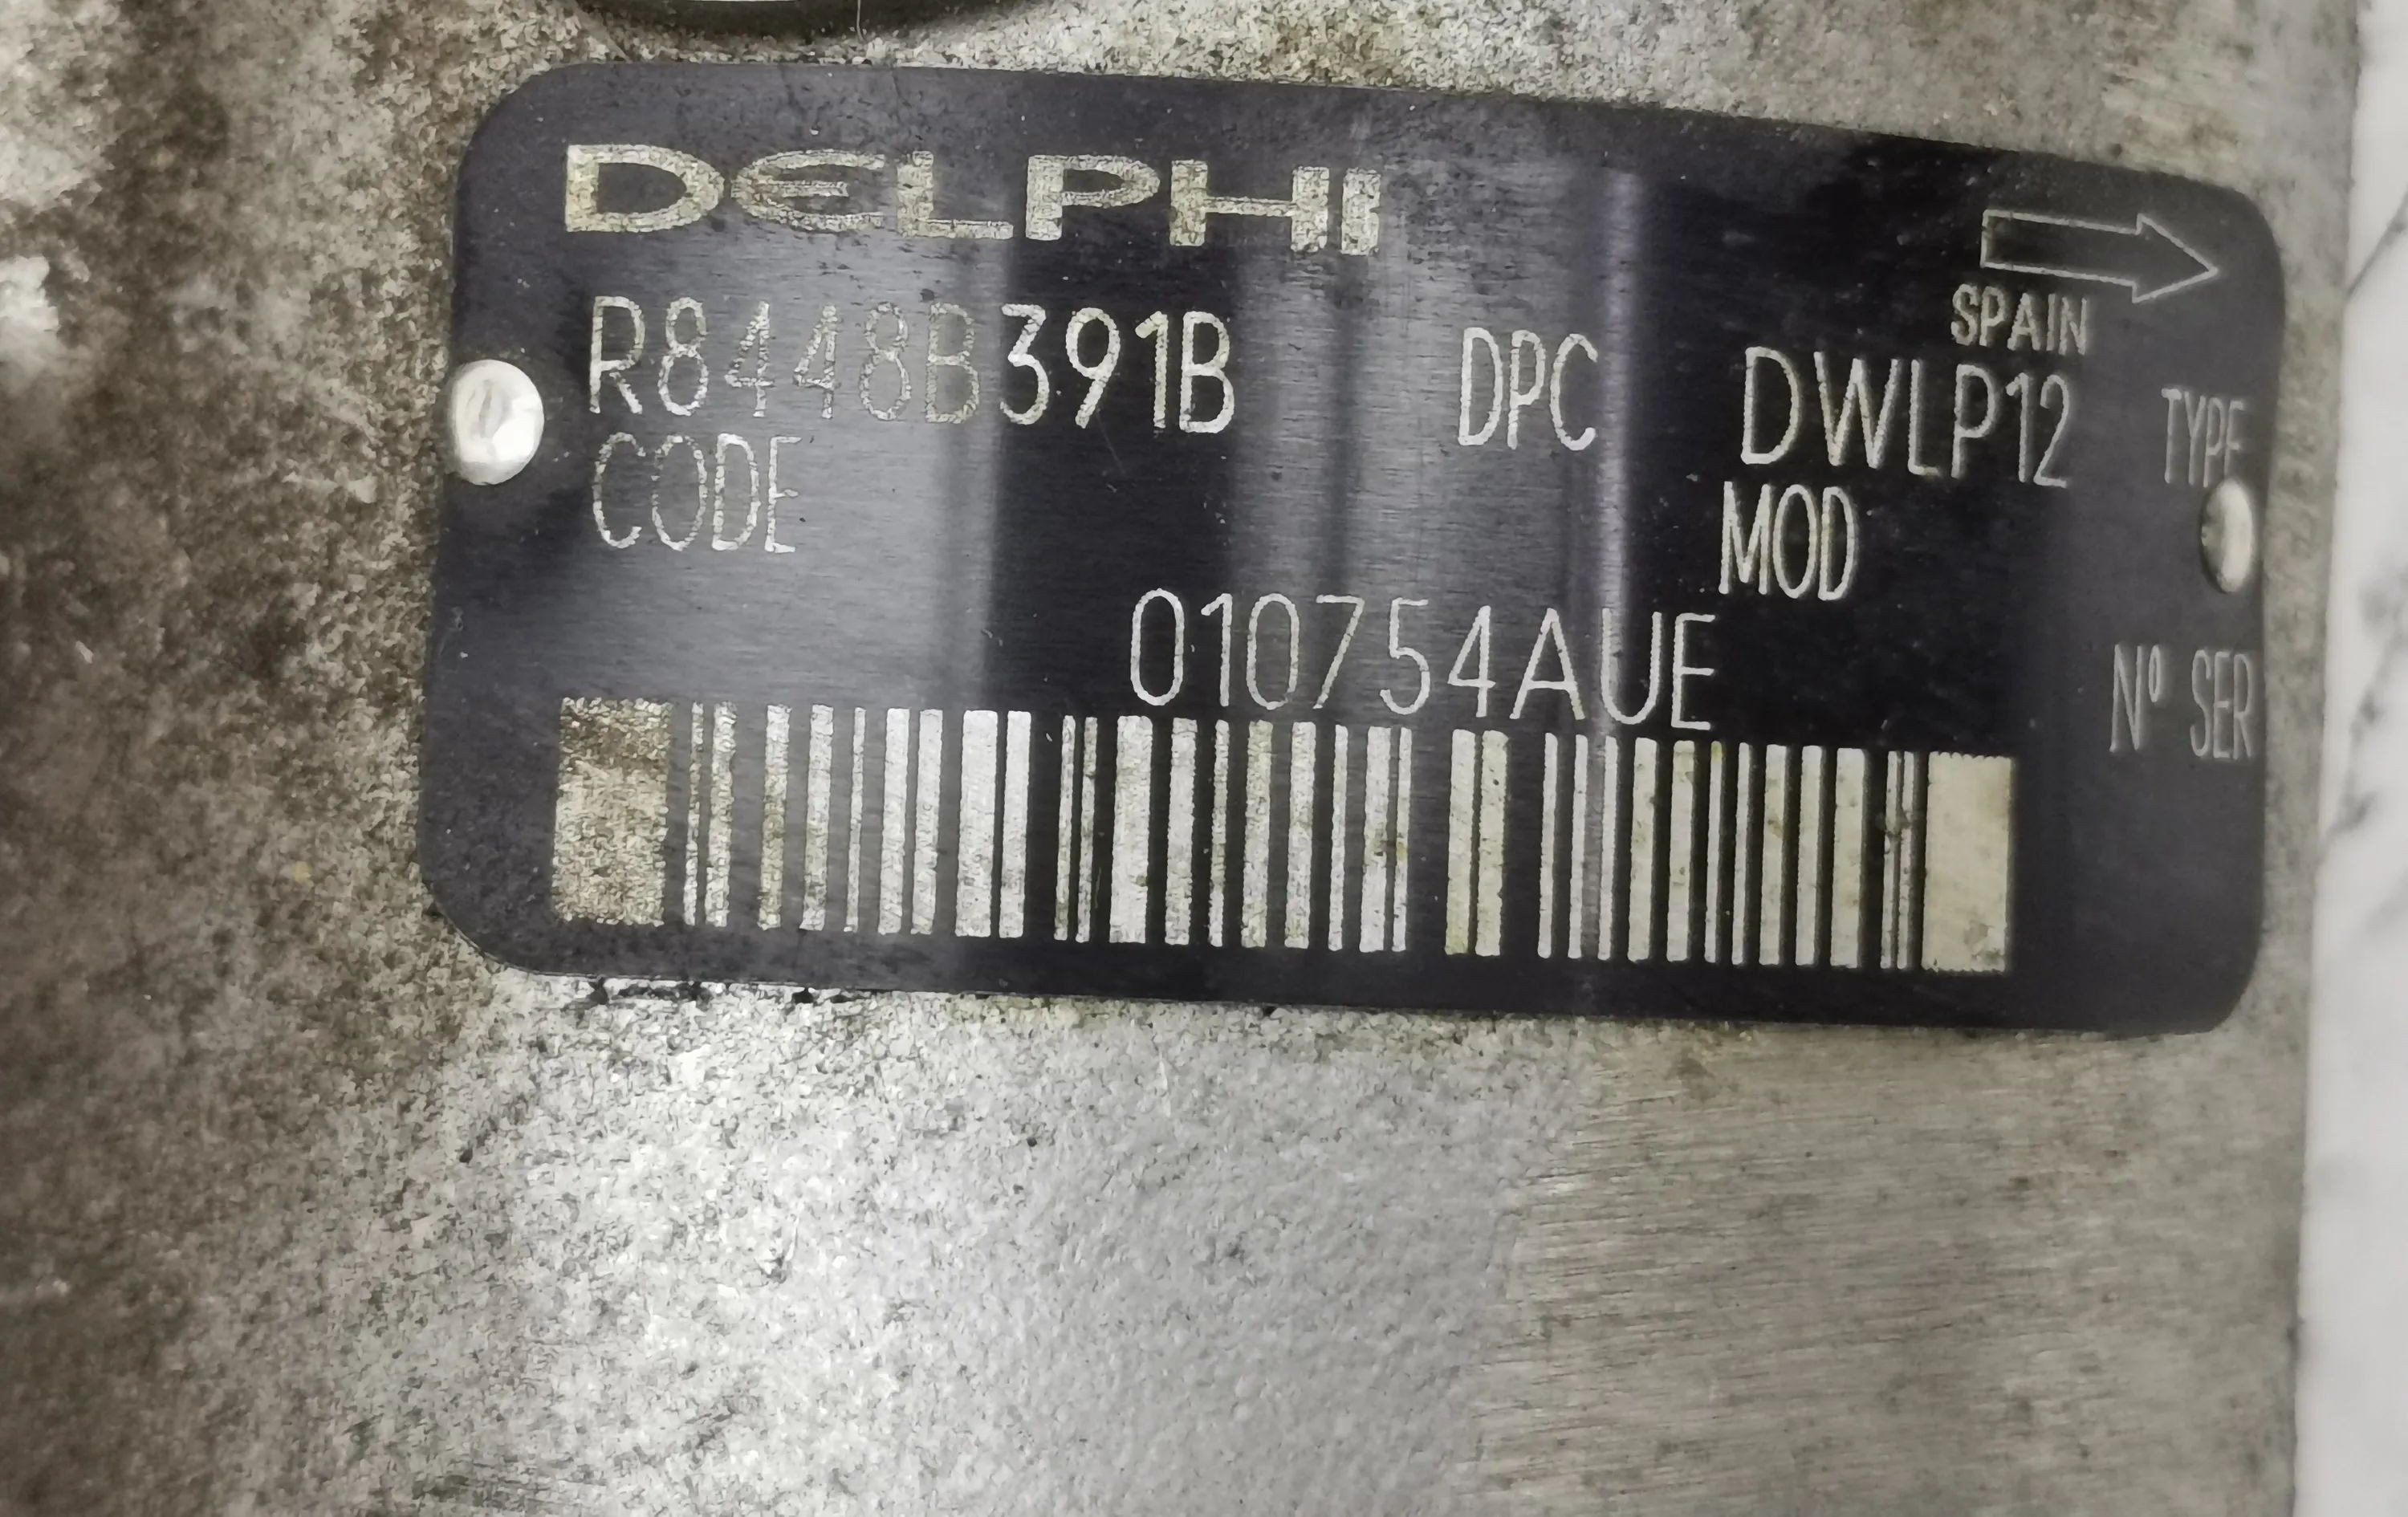 DELPHI
SPAIN
R8448B391B DPC DWLP12 TYPE
CODE MOD
010754AUE Nº SER